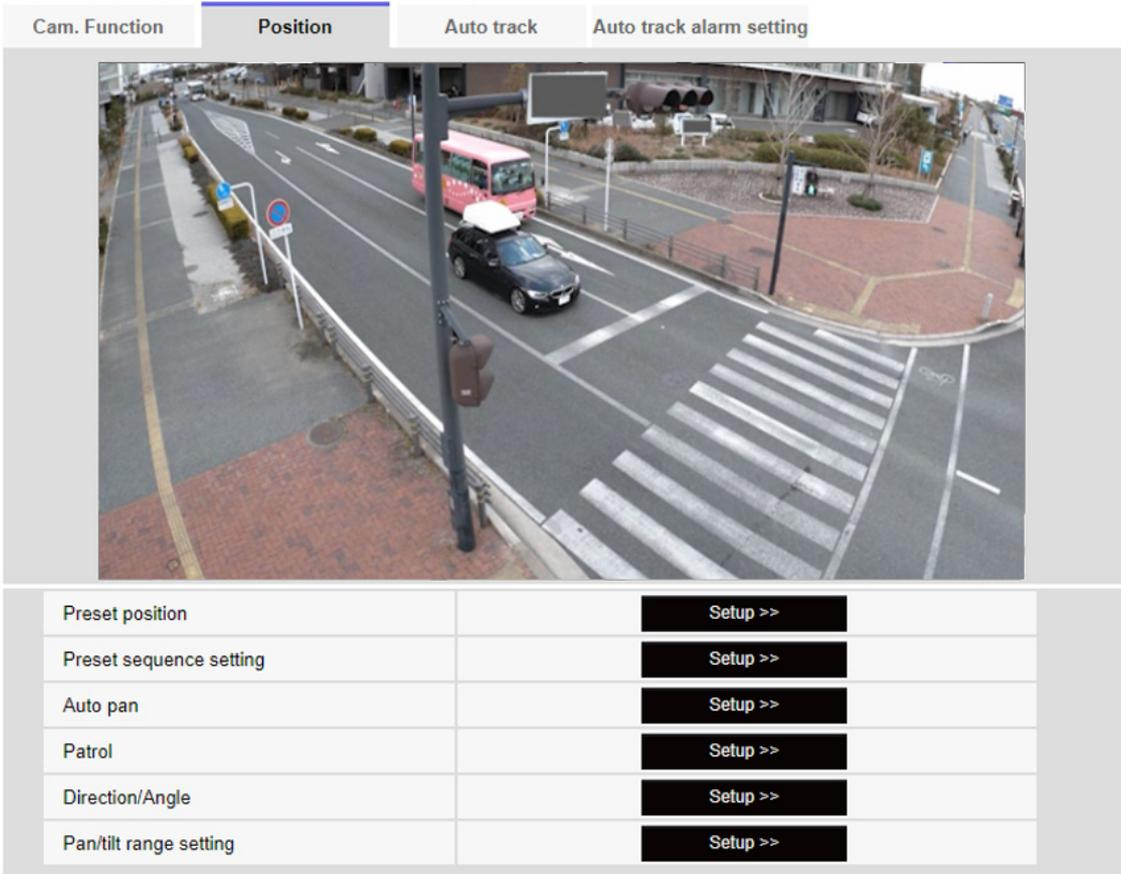 Cam. Function
Position
Auto track
Auto track alarm setting
Preset position
Setup >>
Preset sequence setting
Setup >>
Auto pan
Setup >>
Patrol
Setup >>
Direction/Angle
Setup >>
Pan/tilt range setting
Setup >>